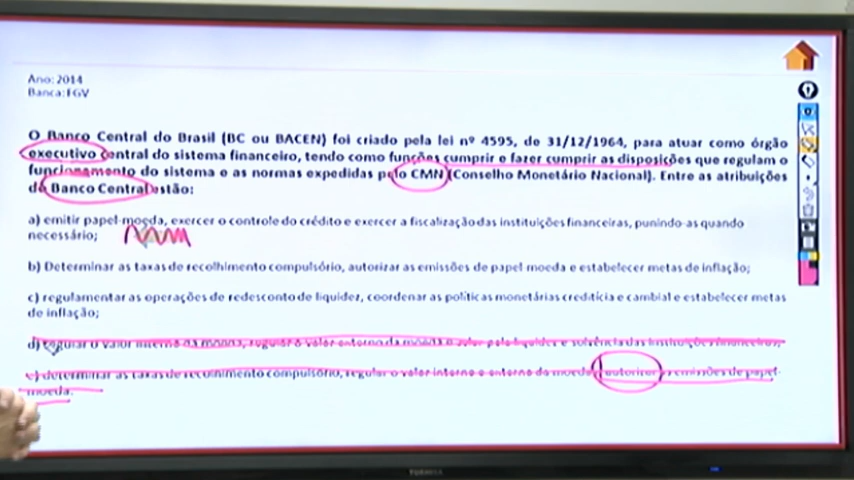 Ano: 2014
Banca: FGV
O Banco Central do Brasil (BC ou BACEN) foi criado pela lei nº 4595, de 31/12/1964, para atuar como órgão
executivo central do sistema financeiro, tendo como funções cumprir e fazer cumprir as disposições que regulam o
funcionamento do sistema e as normas expedidas pelo CMN (Conselho Monetário Nacional). Entre as atribuições
do Banco Central estão:
a) emitir papel-moeda, exercer o controle do crédito e exercer a fiscalização das instituições financeiras, punindo-as quando
necessário;
b) Determinar as taxas de recolhimento compulsório, autorizar as emissões de papel moeda e estabelecer metas de inflação;
c) regulamentar as operações de redesconto de liquidez, coordenar as políticas monetárias creditícia e cambial e estabelecer metas
de inflação;
d) regular o valor interno da moeda, regular o valor externo da moeda e zelar pela liquidez e solvência das instituições financeiras;
e) determinar as taxas de recolhimento compulsório, regular o valor interno e externo da moeda e autorizar emissões de papel-
moeda.
TOSHIBA